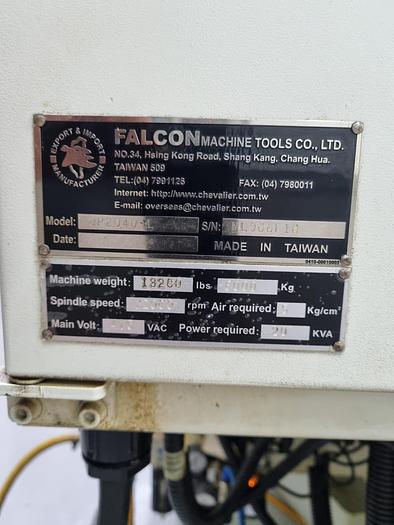 EXPORT & IMPORT
MANUFACTURER
FALCON MACHINE TOOLS CO., LTD.
NO.34, Hsing Kong Road, Shang Kang, Chang Hua.
TAIWAN 509
TEL: (04) 7991126 FAX: (04) 7980011
Internet: http://www.chevalier.com.tw
E-mail: overseas@chevalier.com.tw
Model: S/N:
Date: MADE IN TAIWAN
0410-00010003
Machine weight: 13260 lbs Kg
Spindle speed: rpm Air required: Kg/cm²
Main Volt: VAC Power required: 20 KVA